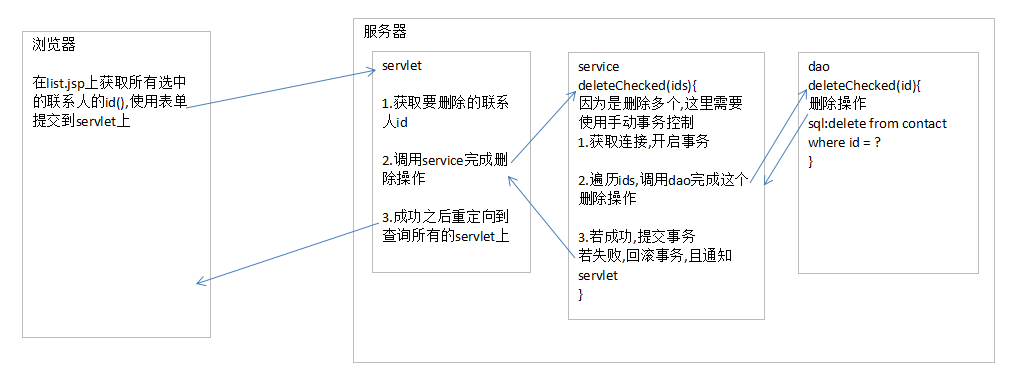 浏览器
在list.jsp上获取所有选中
的联系人的id(),使用表单
提交到servlet上
服务器
servlet
1.获取要删除的联系
人id
2.调用service完成删
除操作
3.成功之后重定向到
查询所有的servlet上
service
deleteChecked(ids){
因为是删除多个,这里需要
使用手动事务控制
1.获取连接,开启事务
2.遍历ids,调用dao完成这个
删除操作
3.若成功,提交事务
若失败,回滚事务,且通知
servlet
}
dao
deleteChecked(id){
删除操作
sql:delete from contact
where id = ?
}